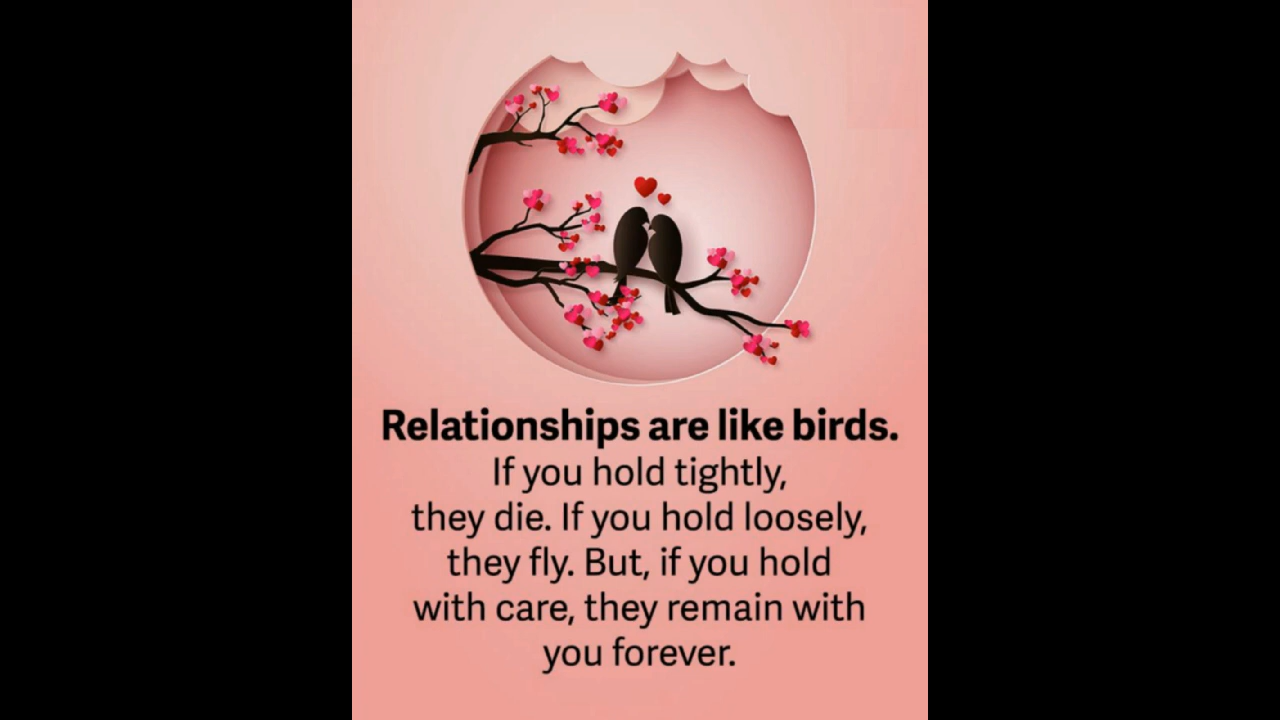 Relationships are like birds.
If you hold tightly,
they die. If you hold loosely,
they fly. But, if you hold
with care, they remain with
you forever.